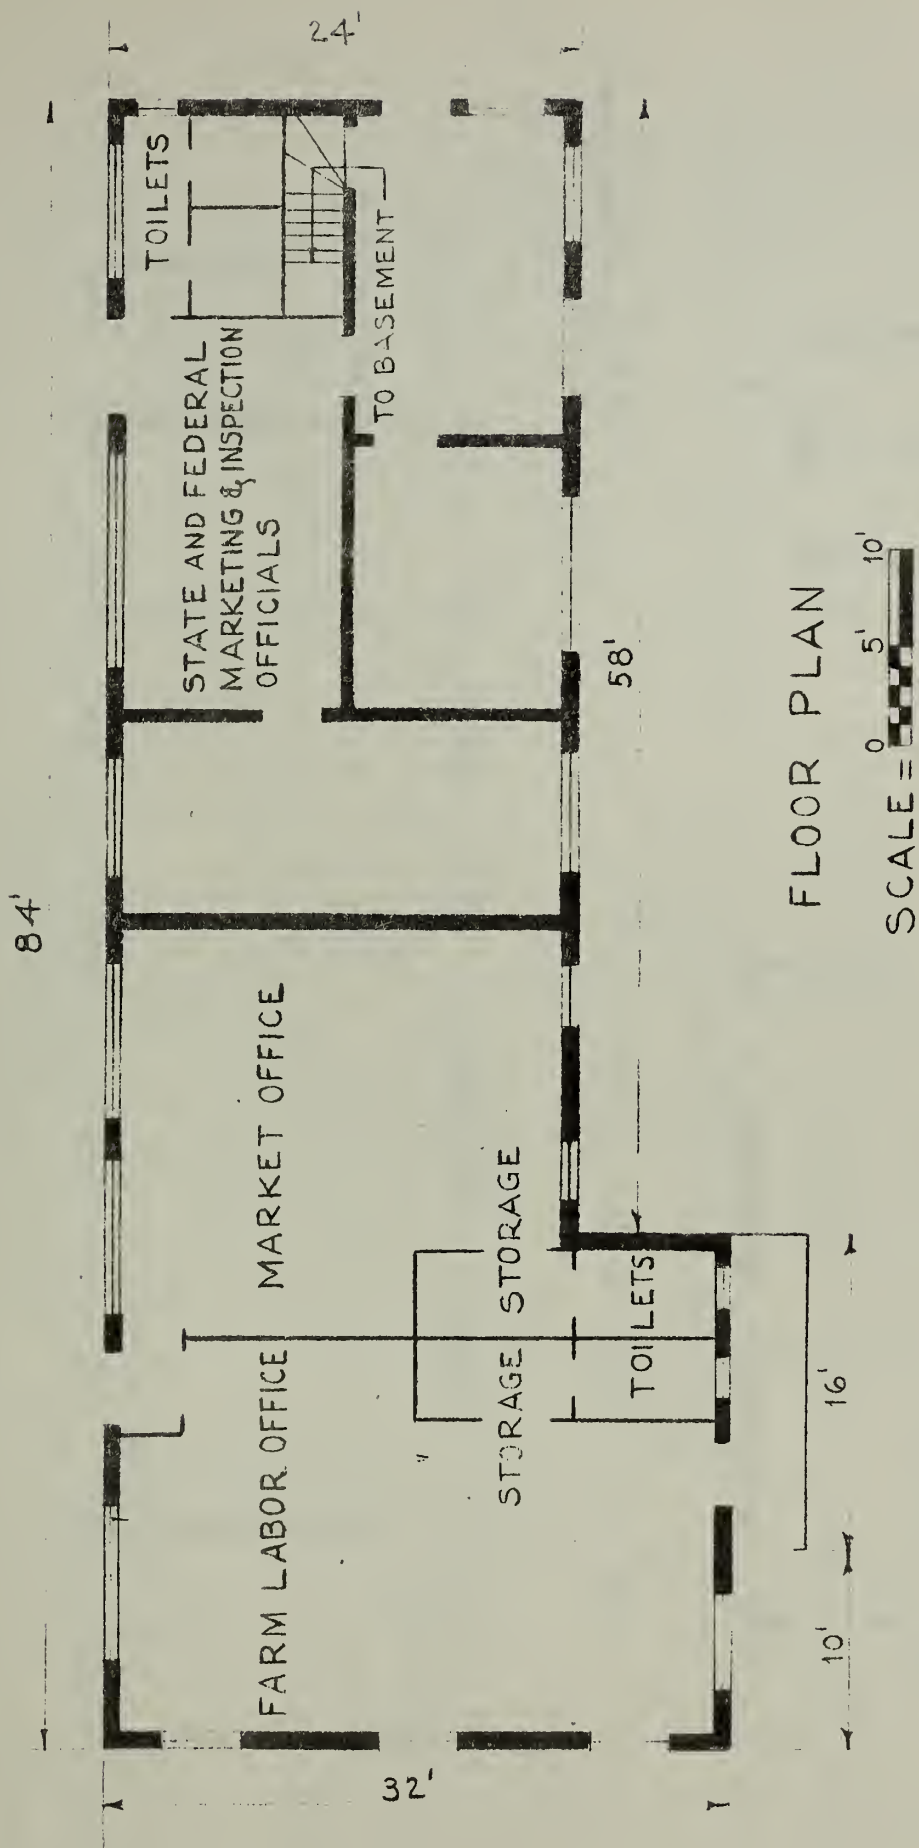 84'
24'
TOILETS
STATE AND FEDERAL
MARKETING & INSPECTION
OFFICIALS
TO BASEMENT
MARKET OFFICE
FARM LABOR OFFICE
STORAGE
STORAGE
TOILETS
58'
32'
16'
10'
FLOOR PLAN
SCALE =
0 5' 10'